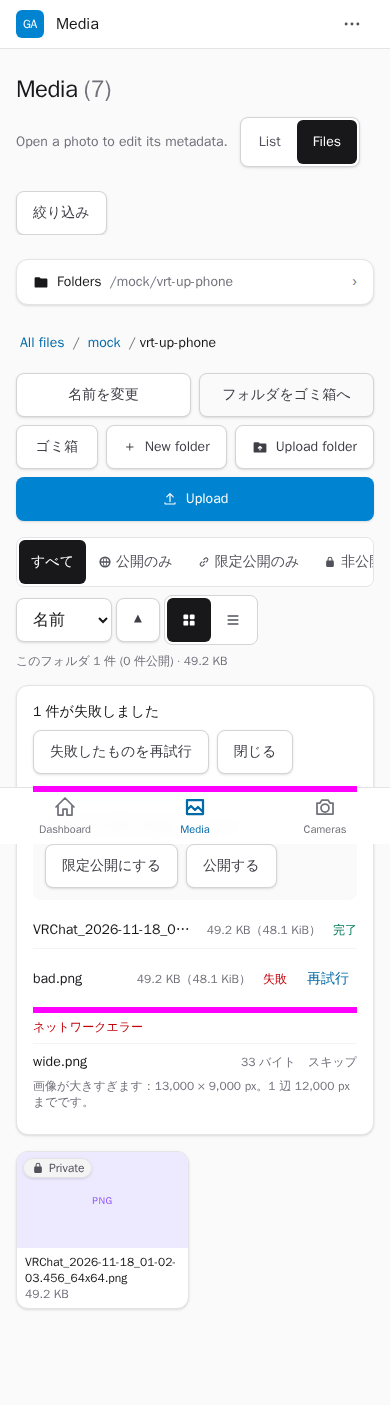 GA Media
Media (7)
Open a photo to edit its metadata.
List
Files
絞り込み
Folders /mock/vrt-up-phone
All files / mock / vrt-up-phone
名前を変更
フォルダをゴミ箱へ
ゴミ箱
New folder
Upload folder
Upload
すべて
公開のみ
限定公開のみ
非公開
名前
このフォルダ 1 件 (0 件公開) · 49.2 KB
1 件が失敗しました
失敗したものを再試行
閉じる
Dashboard
Media
Cameras
限定公開にする
公開する
VRChat_2026-11-18_0… 49.2 KB（48.1 KiB） 完了
bad.png 49.2 KB（48.1 KiB） 失敗 再試行
ネットワークエラー
wide.png 33 バイト スキップ
画像が大きすぎます：13,000 × 9,000 px。1 辺 12,000 px
までです。
Private
PNG
VRChat_2026-11-18_01-02-
03.456_64x64.png
49.2 KB